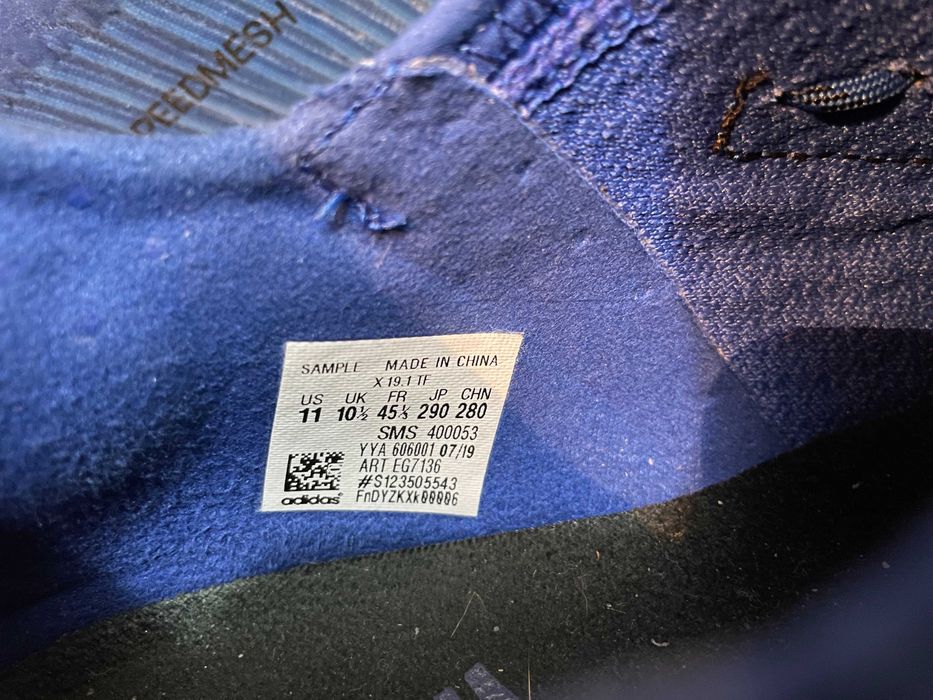 PEEDMESH
SAMPLE MADE IN CHINA
X 19.1 TF
US UK FR JP CHN
11 10½ 45⅓ 290 280
SMS 400053
YYA 606001 07/19
ART EG7136
#S123505543
adidas FnDYZKXk00006